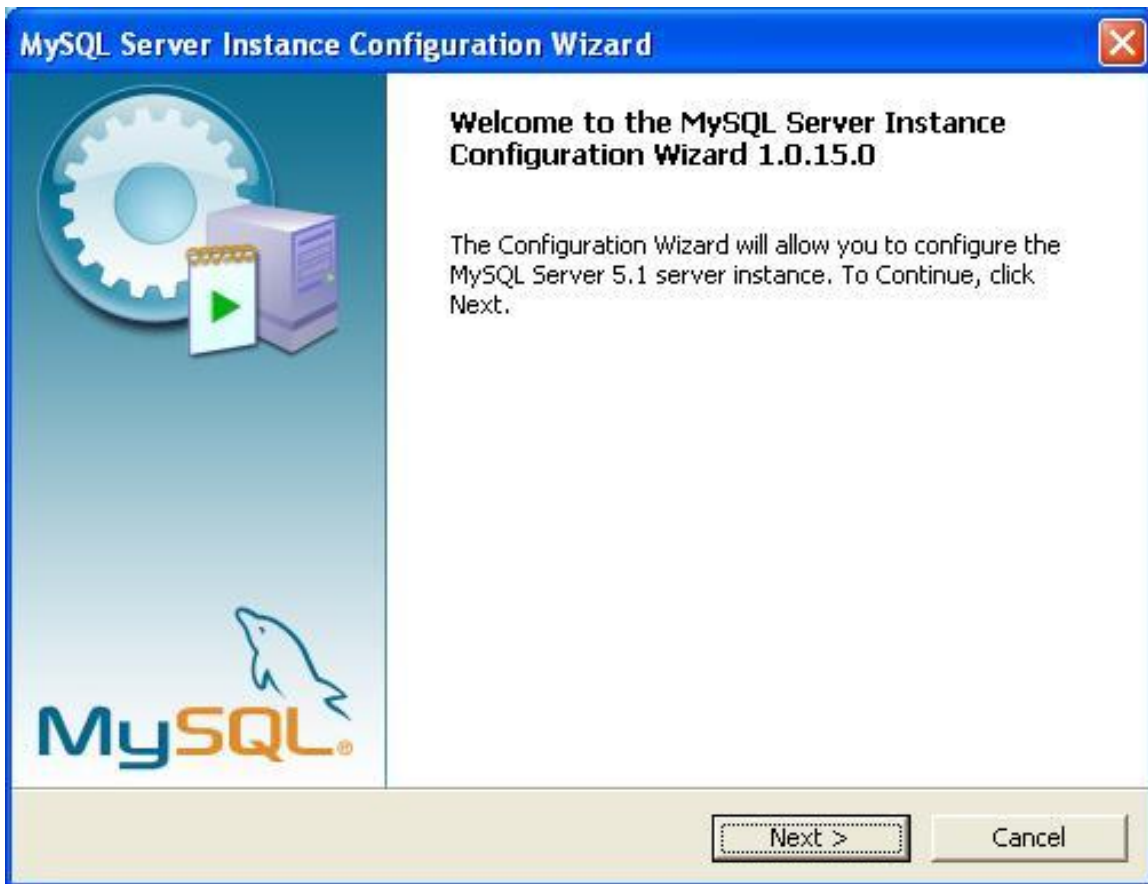 MySQL Server Instance Configuration Wizard
Welcome to the MySQL Server Instance
Configuration Wizard 1.0.15.0
The Configuration Wizard will allow you to configure the
MySQL Server 5.1 server instance. To Continue, click
Next.
MySQL®
Next >
Cancel